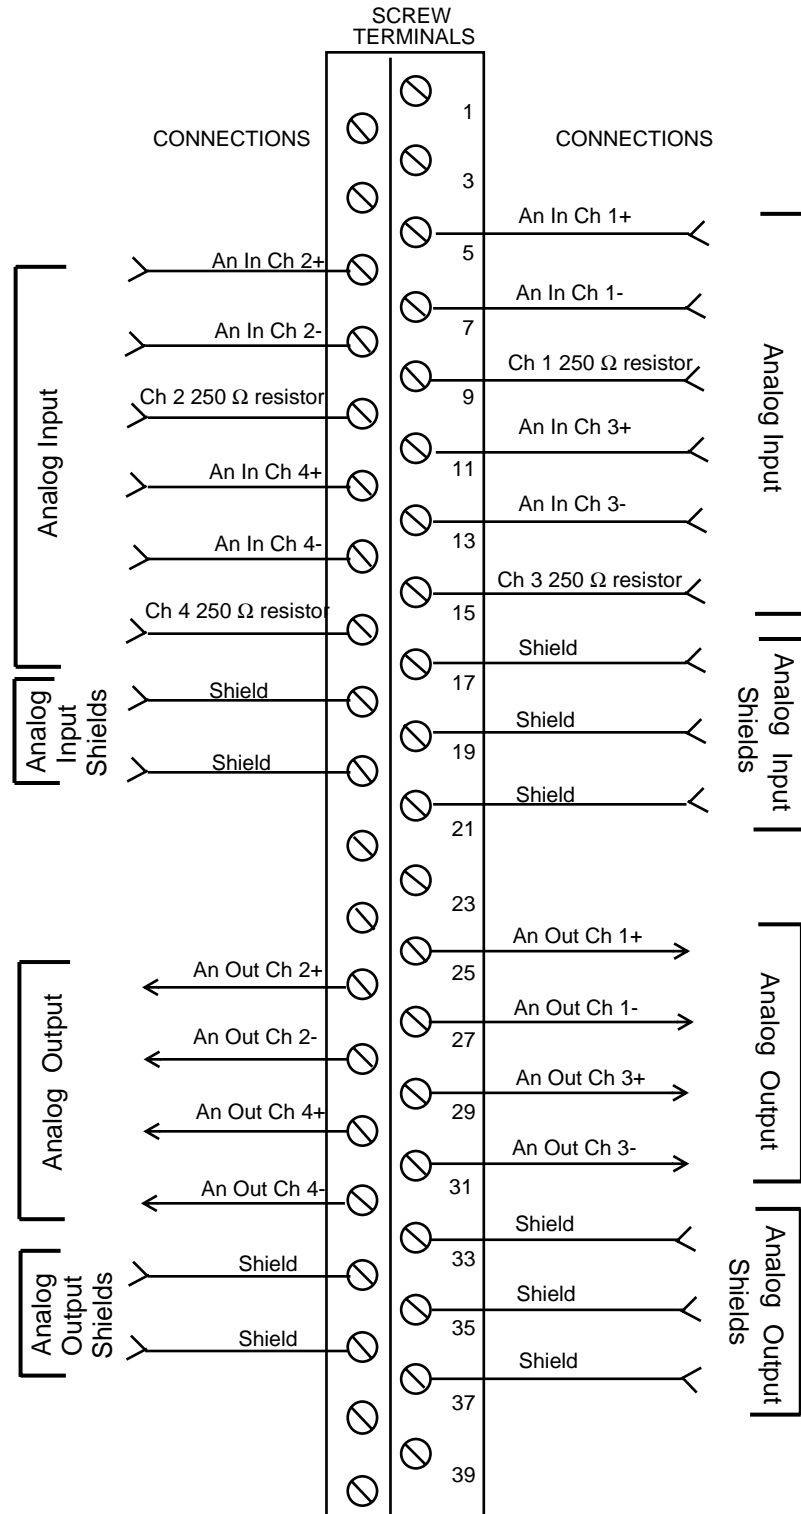 SCREW
TERMINALS
CONNECTIONS
CONNECTIONS
1
3
An In Ch 1+
5
An In Ch 2+
An In Ch 1-
7
An In Ch 2-
Ch 1 250 Ω resistor
9
Ch 2 250 Ω resistor
An In Ch 3+
11
An In Ch 4+
An In Ch 3-
13
An In Ch 4-
Ch 3 250 Ω resistor
15
Ch 4 250 Ω resistor
Analog Input
Analog Input
Shield
17
Shield
Shield
19
Shield
Shield
21
Analog
Input
Shields
Analog Input
Shields
23
An Out Ch 1+
25
An Out Ch 2+
An Out Ch 1-
27
An Out Ch 2-
An Out Ch 3+
29
An Out Ch 4+
An Out Ch 3-
31
An Out Ch 4-
Analog Output
Analog Output
Shield
33
Shield
Shield
35
Shield
Shield
37
Analog
Output
Shields
Analog Output
Shields
39